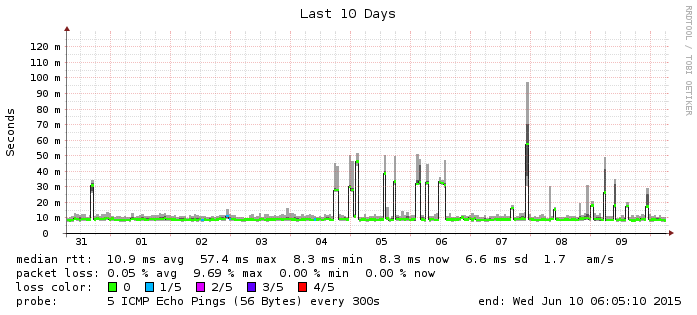 Last 10 Days
RRDTOOL / TOBI OETIKER
Seconds
120 m
110 m
100 m
90 m
80 m
70 m
60 m
50 m
40 m
30 m
20 m
10 m
0
31 01 02 03 04 05 06 07 08 09
median rtt: 10.9 ms avg 57.4 ms max 8.3 ms min 8.3 ms now 6.6 ms sd 1.7 am/s
packet loss: 0.05 % avg 9.69 % max 0.00 % min 0.00 % now
loss color: 0 1/5 2/5 3/5 4/5
probe: 5 ICMP Echo Pings (56 Bytes) every 300s end: Wed Jun 10 06:05:10 2015